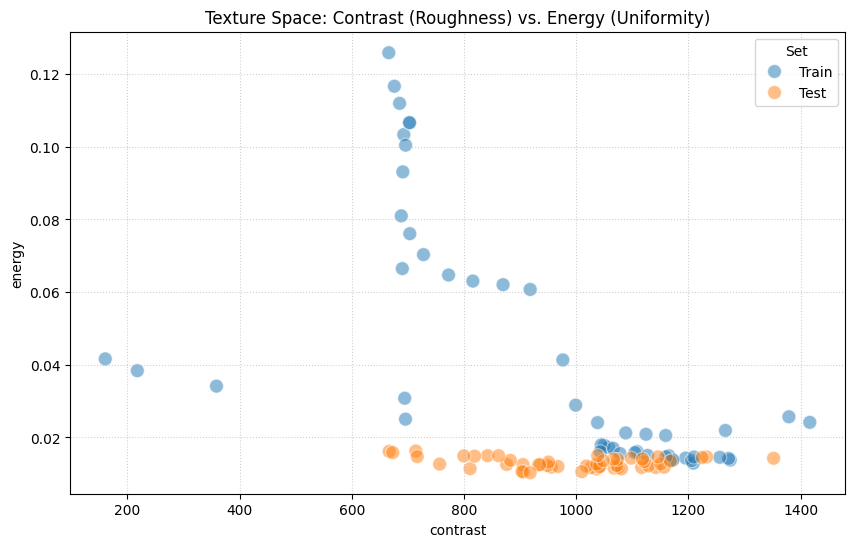 Texture Space: Contrast (Roughness) vs. Energy (Uniformity)
Set
Train
Test
0.12
0.10
0.08
0.06
0.04
0.02
energy
200
400
600
800
1000
1200
1400
contrast